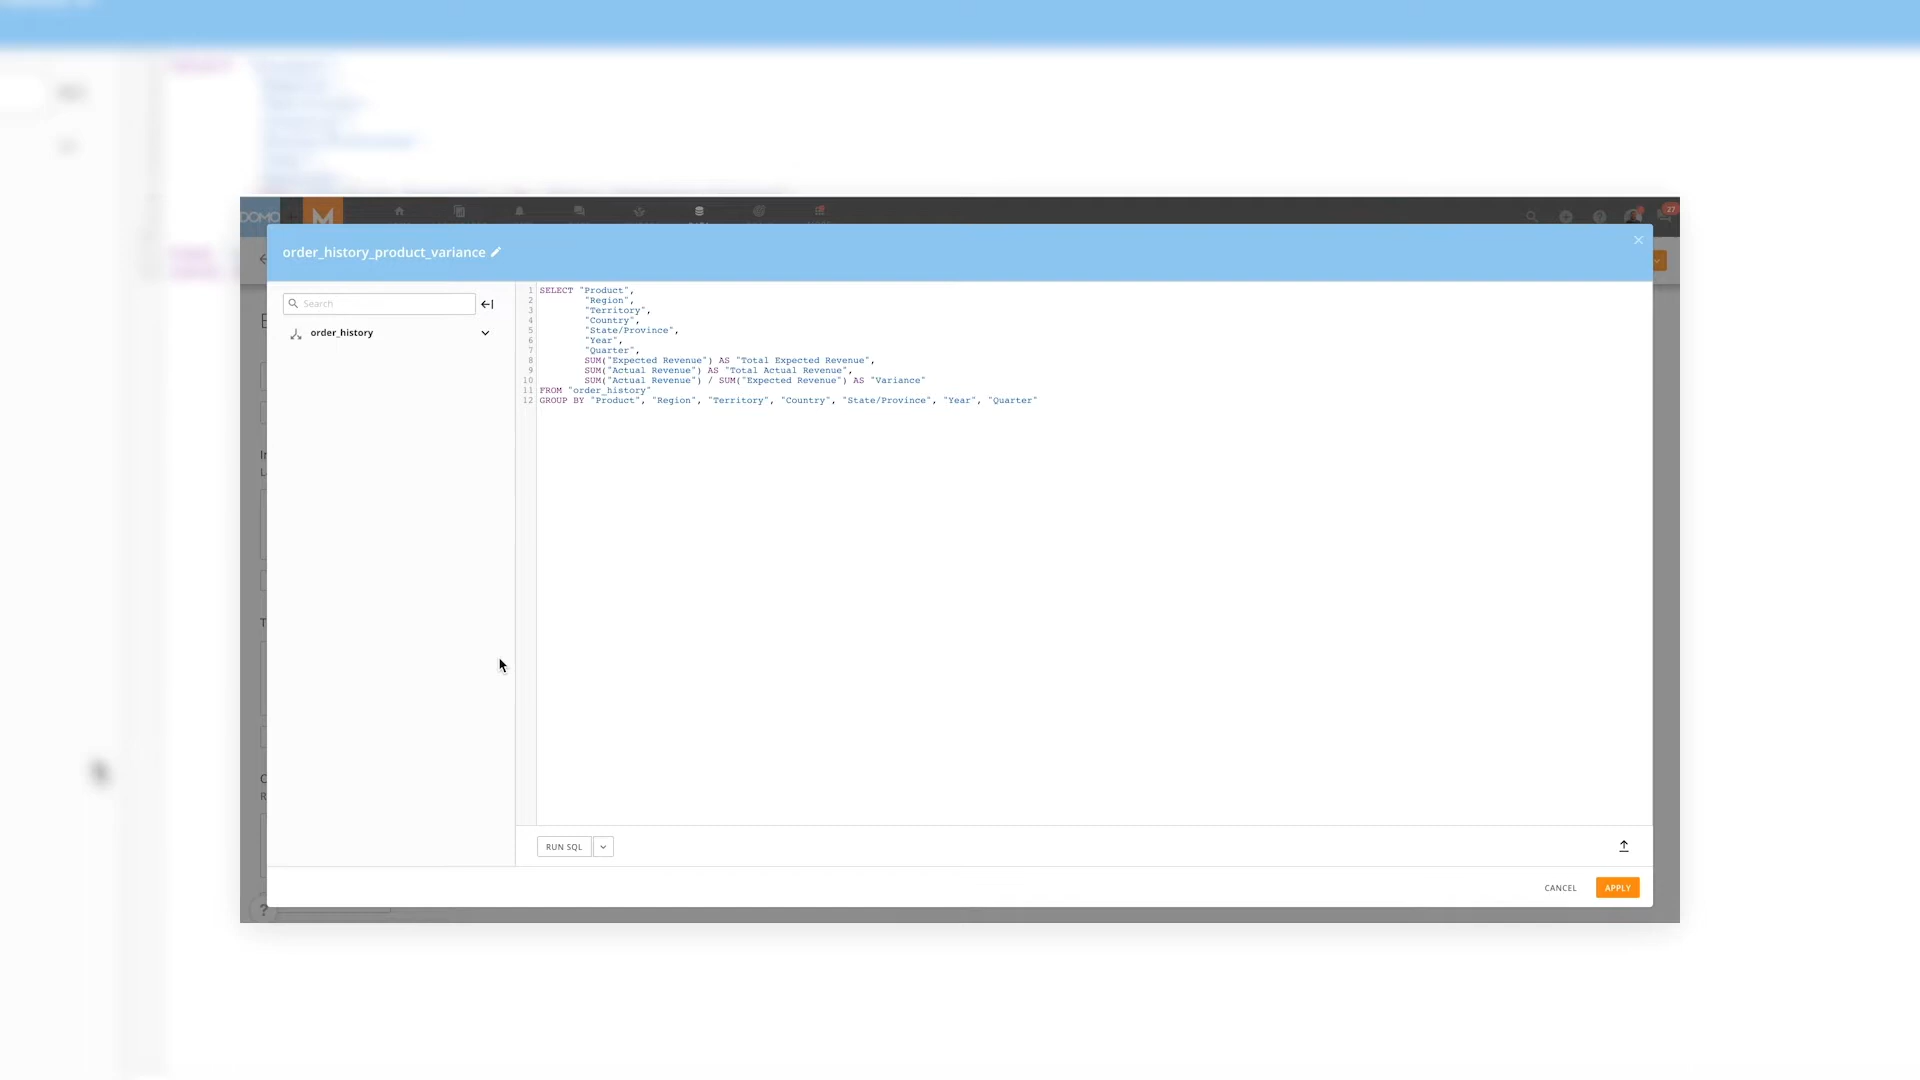 DOMO
27
order_history_product_variance
Search
order_history
1 SELECT "Product",
2 "Region",
3 "Territory",
4 "Country",
5 "State/Province",
6 "Year",
7 "Quarter",
8 SUM("Expected Revenue") AS "Total Expected Revenue",
9 SUM("Actual Revenue") AS "Total Actual Revenue",
10 SUM("Actual Revenue") / SUM("Expected Revenue") AS "Variance"
11 FROM "order_history"
12 GROUP BY "Product", "Region", "Territory", "Country", "State/Province", "Year", "Quarter"
RUN SQL
CANCEL
APPLY
?